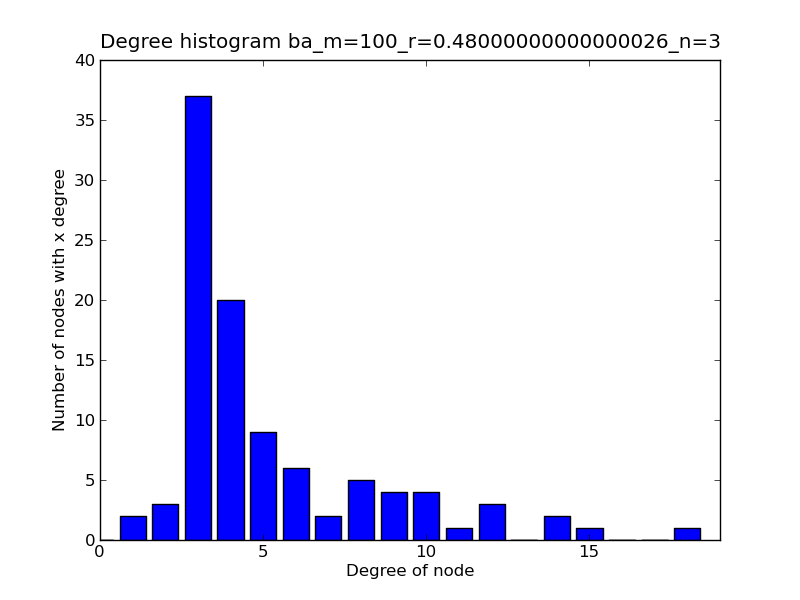 Degree histogram ba_m=100_r=0.48000000000000026_n=3
40
35
30
25
20
15
10
5
0
Number of nodes with x degree
0 5 10 15
Degree of node